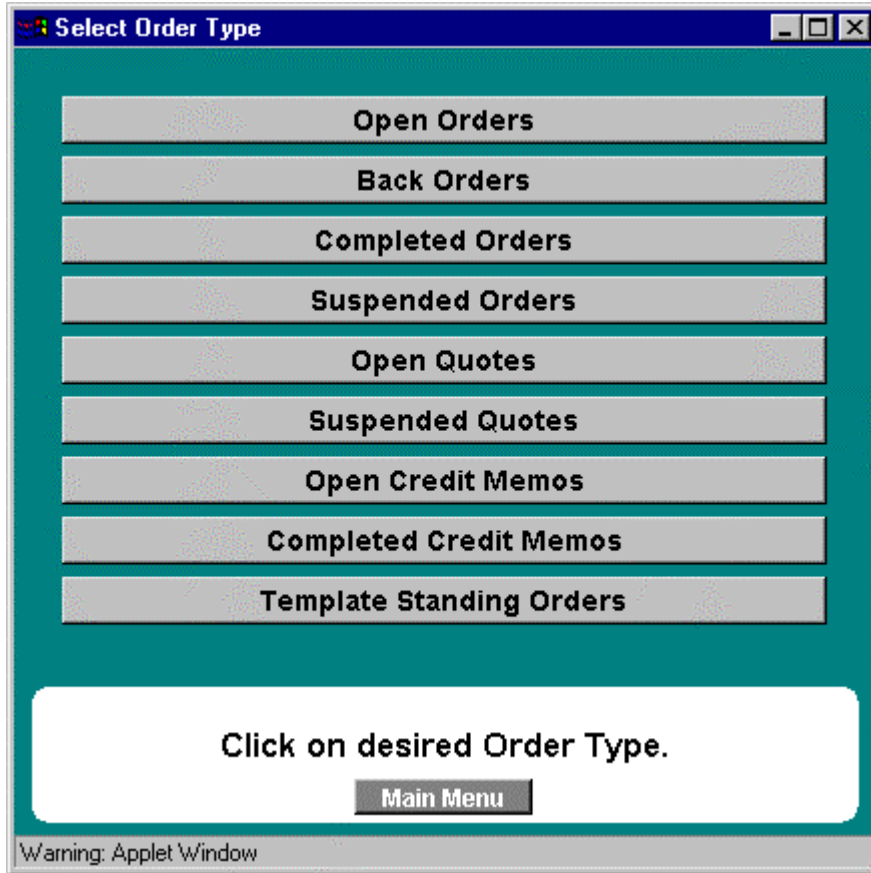 Select Order Type
Open Orders
Back Orders
Completed Orders
Suspended Orders
Open Quotes
Suspended Quotes
Open Credit Memos
Completed Credit Memos
Template Standing Orders
Click on desired Order Type.
Main Menu
Warning: Applet Window